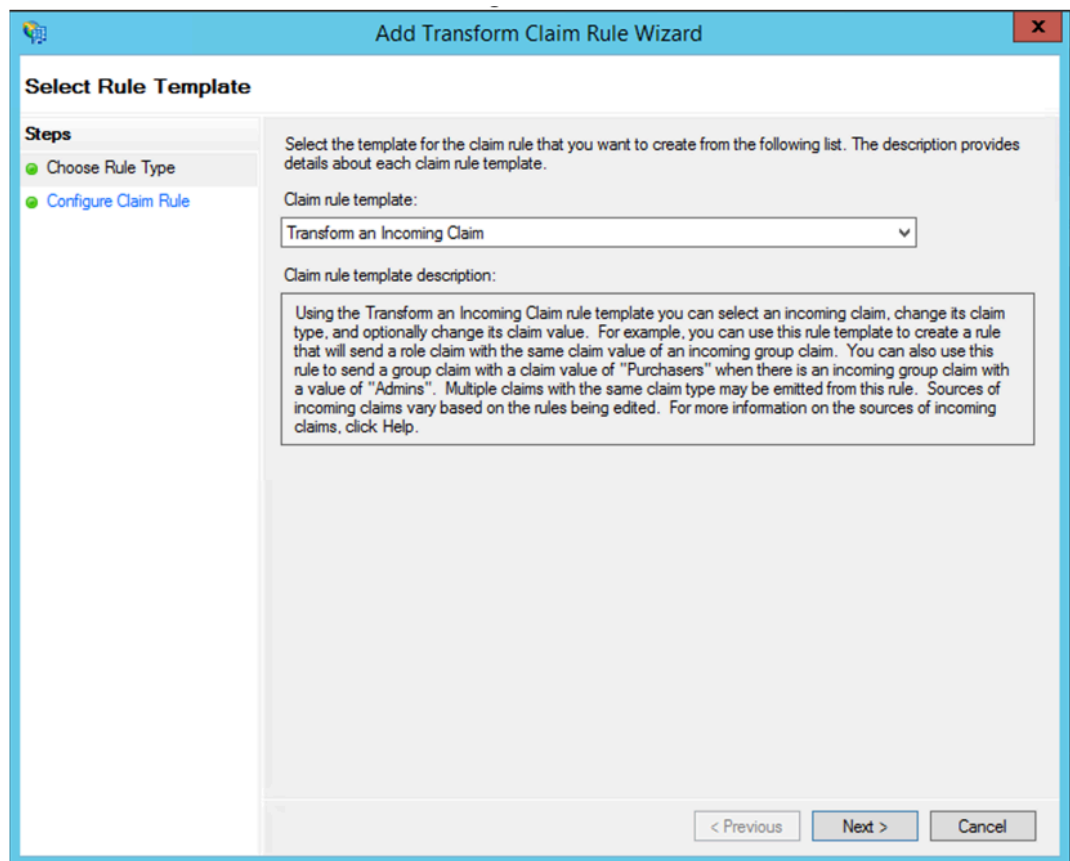 Add Transform Claim Rule Wizard
x
Select Rule Template
Steps
Choose Rule Type
Configure Claim Rule
Select the template for the claim rule that you want to create from the following list. The description provides
details about each claim rule template.
Claim rule template:
Transform an Incoming Claim
Claim rule template description:
Using the Transform an Incoming Claim rule template you can select an incoming claim, change its claim
type, and optionally change its claim value. For example, you can use this rule template to create a rule
that will send a role claim with the same claim value of an incoming group claim. You can also use this
rule to send a group claim with a claim value of "Purchasers" when there is an incoming group claim with
a value of "Admins". Multiple claims with the same claim type may be emitted from this rule. Sources of
incoming claims vary based on the rules being edited. For more information on the sources of incoming
claims, click Help.
< Previous
Next >
Cancel